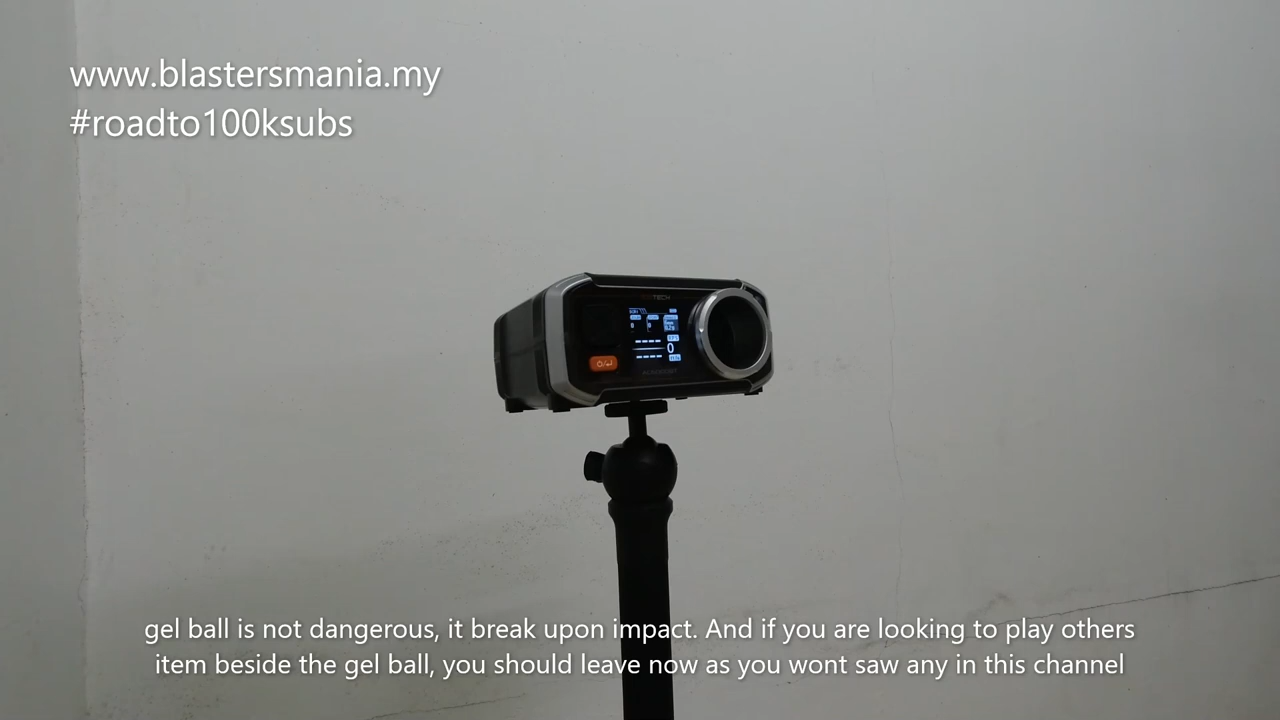 www.blastersmania.my
#roadto100ksubs
TECH
0
gel ball is not dangerous, it break upon impact. And if you are looking to play others
item beside the gel ball, you should leave now as you wont saw any in this channel